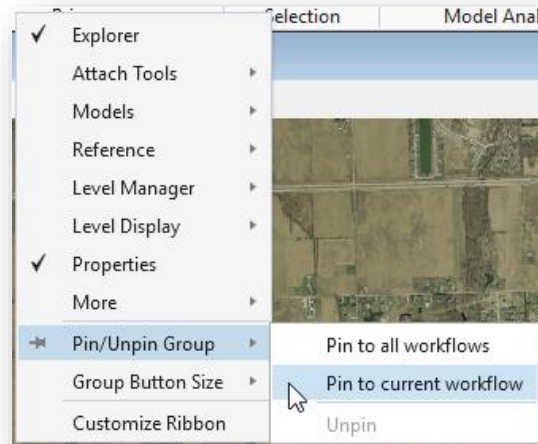 Selection
Model Anal
Explorer
Attach Tools
Models
Reference
Level Manager
Level Display
Properties
More
Pin/Unpin Group
Group Button Size
Customize Ribbon
Pin to all workflows
Pin to current workflow
Unpin